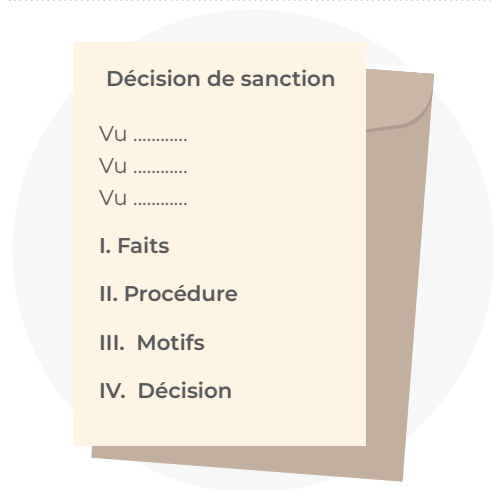 Décision de sanction
Vu ............
Vu ............
Vu ............
I. Faits
II. Procédure
III. Motifs
IV. Décision